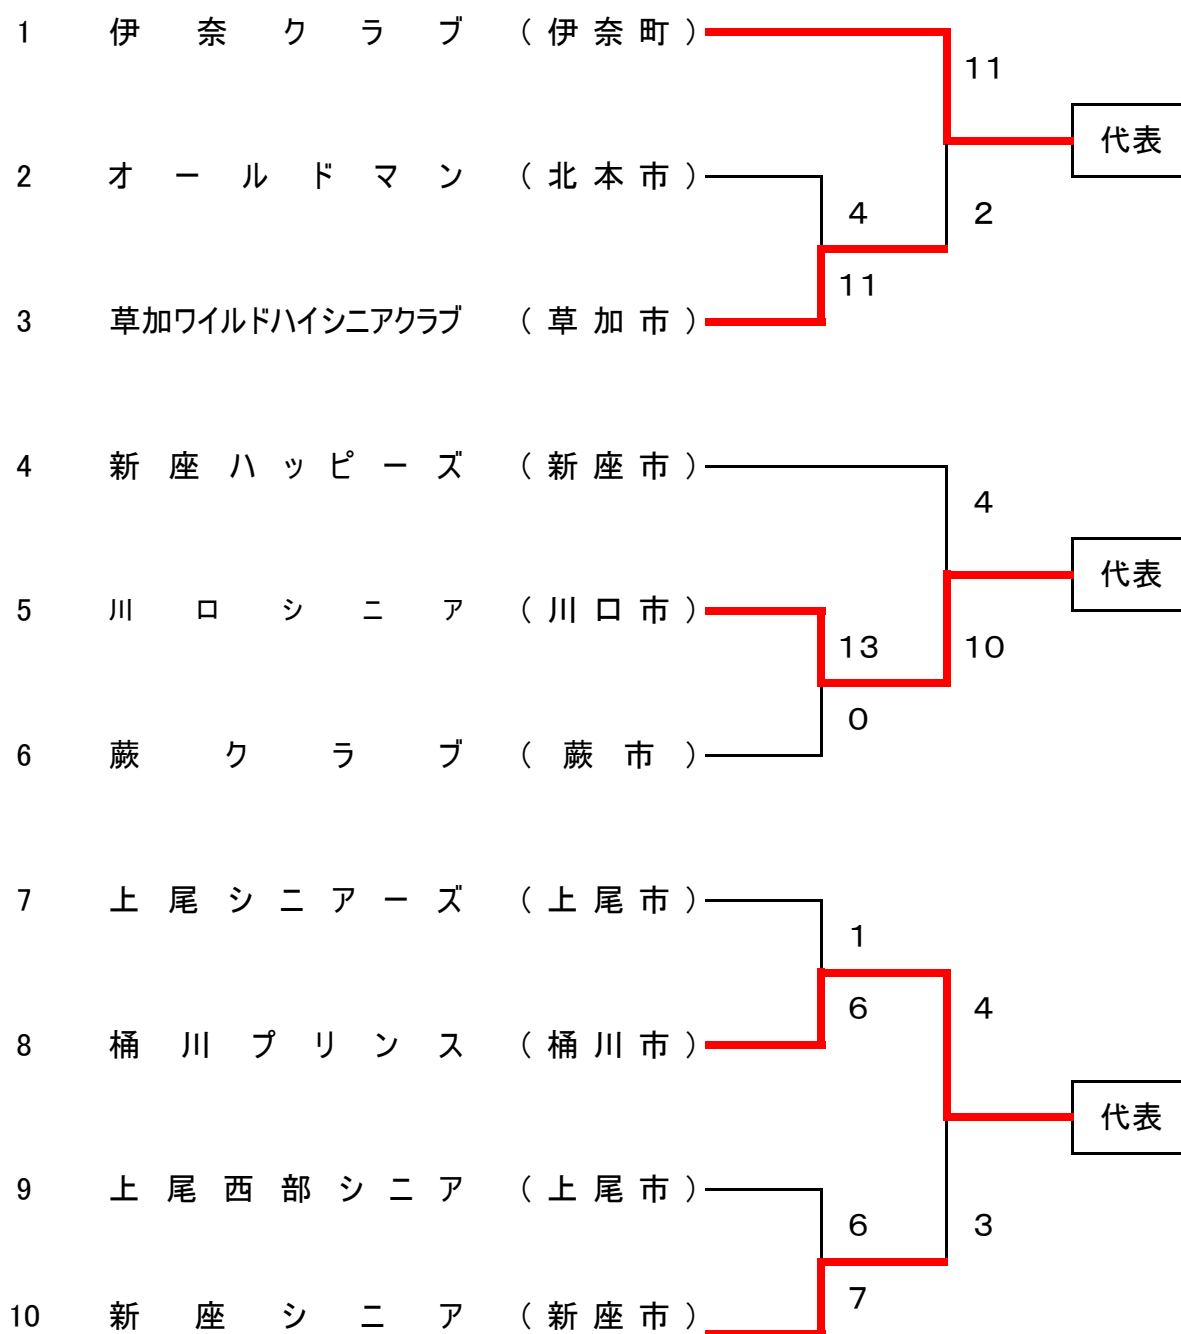 1 伊奈クラブ （伊奈町）
11
代表
2 オールドマン （北本市）
4 2
11
3 草加ワイルドハイシニアクラブ （草加市）
4 新座ハッピーズ （新座市）
4
代表
5 川口シニア （川口市）
13 10
0
6 蕨クラブ （蕨市）
7 上尾シニアーズ （上尾市）
1
6 4
8 桶川プリンス （桶川市）
代表
9 上尾西部シニア （上尾市）
6 3
7
10 新座シニア （新座市）